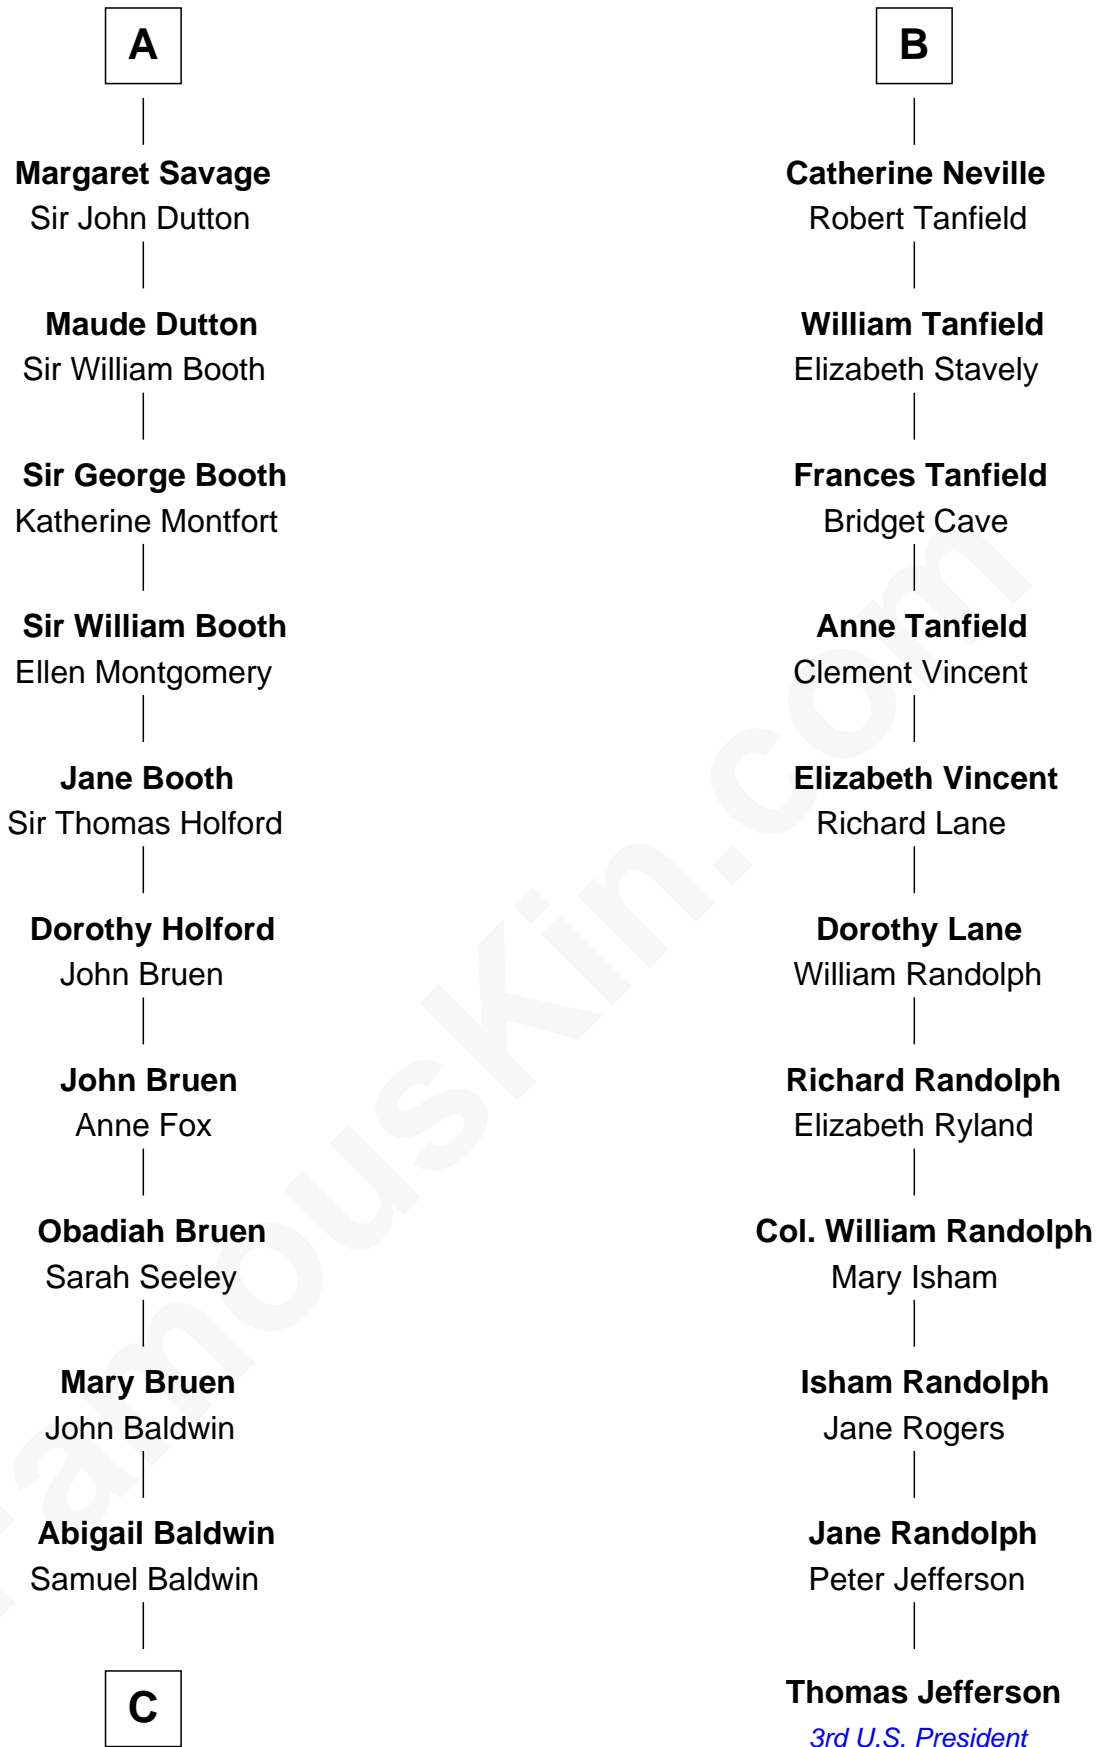 A
Margaret Savage
Sir John Dutton
Maude Dutton
Sir William Booth
Sir George Booth
Katherine Montfort
Sir William Booth
Ellen Montgomery
Jane Booth
Sir Thomas Holford
Dorothy Holford
John Bruen
John Bruen
Anne Fox
Obadiah Bruen
Sarah Seeley
Mary Bruen
John Baldwin
Abigail Baldwin
Samuel Baldwin
C
B
Catherine Neville
Robert Tanfield
William Tanfield
Elizabeth Stavely
Frances Tanfield
Bridget Cave
Anne Tanfield
Clement Vincent
Elizabeth Vincent
Richard Lane
Dorothy Lane
William Randolph
Richard Randolph
Elizabeth Ryland
Col. William Randolph
Mary Isham
Isham Randolph
Jane Rogers
Jane Randolph
Peter Jefferson
Thomas Jefferson
3rd U.S. President
FamousKin.com